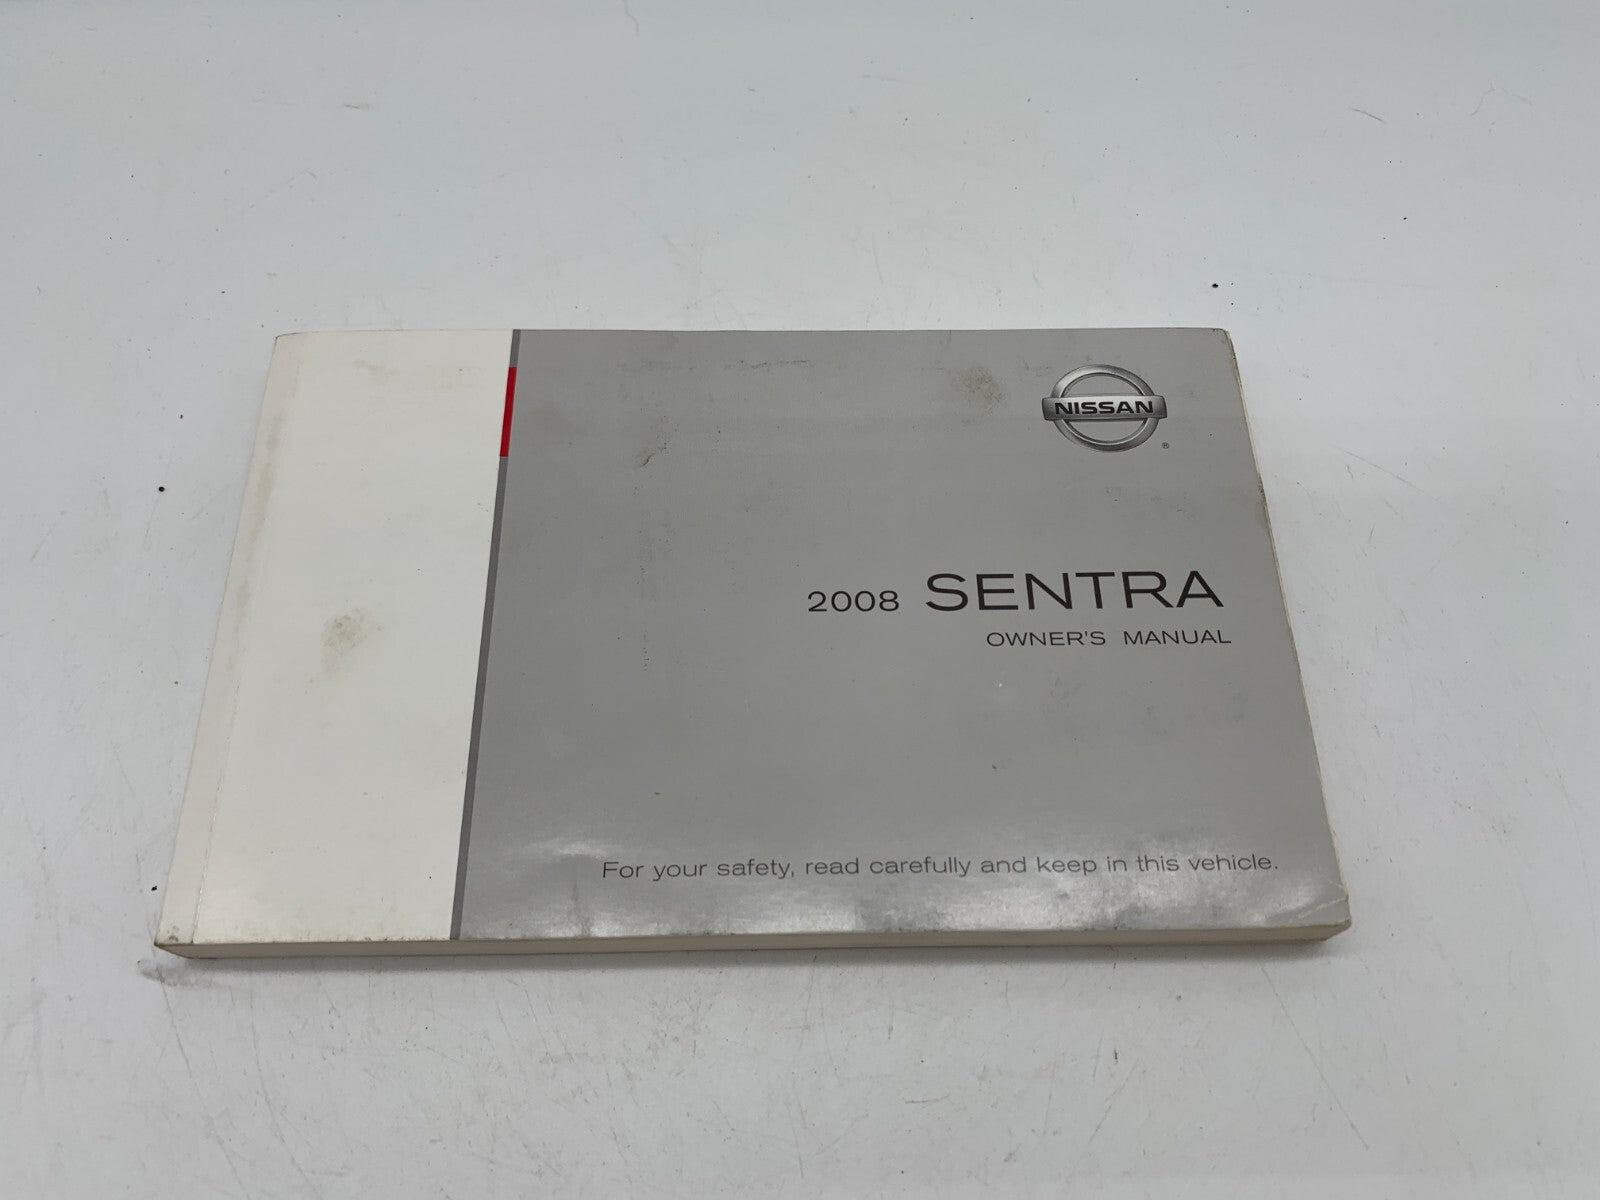 NISSAN
®
2008 SENTRA
OWNER'S MANUAL
For your safety, read carefully and keep in this vehicle.